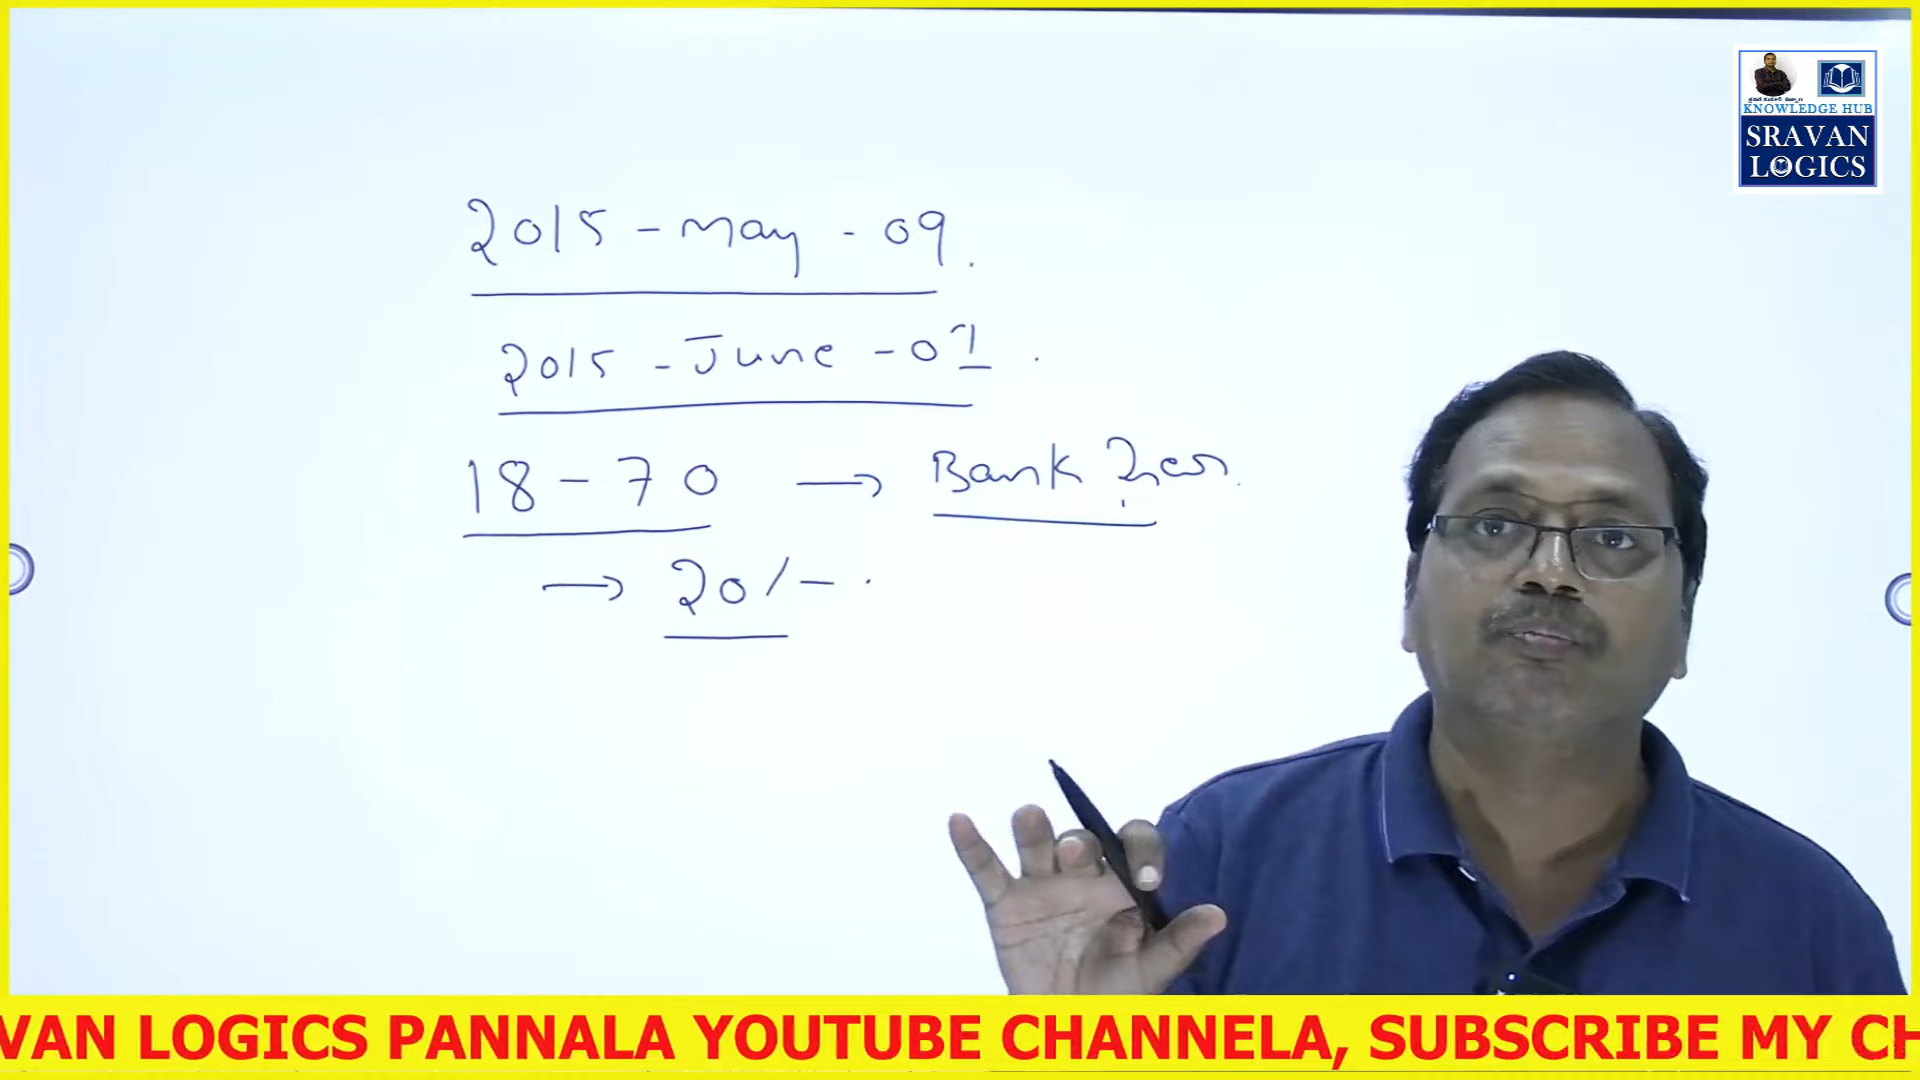 2015 - may - 09.
2015 - June - 01.
18 - 70 → Bank
→ 20/-.
KNOWLEDGE HUB
SRAVAN
LOGICS
VAN LOGICS PANNALA YOUTUBE CHANNELA, SUBSCRIBE MY CH